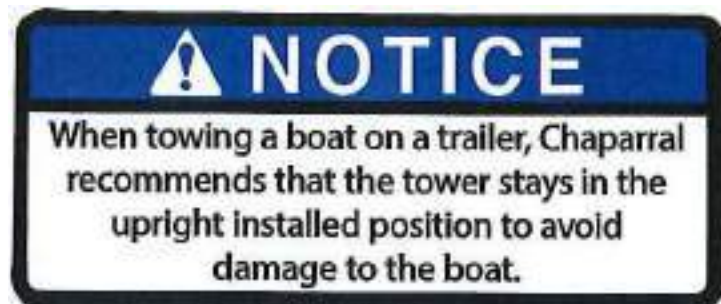 NOTICE
When towing a boat on a trailer, Chaparral
recommends that the tower stays in the
upright installed position to avoid
damage to the boat.